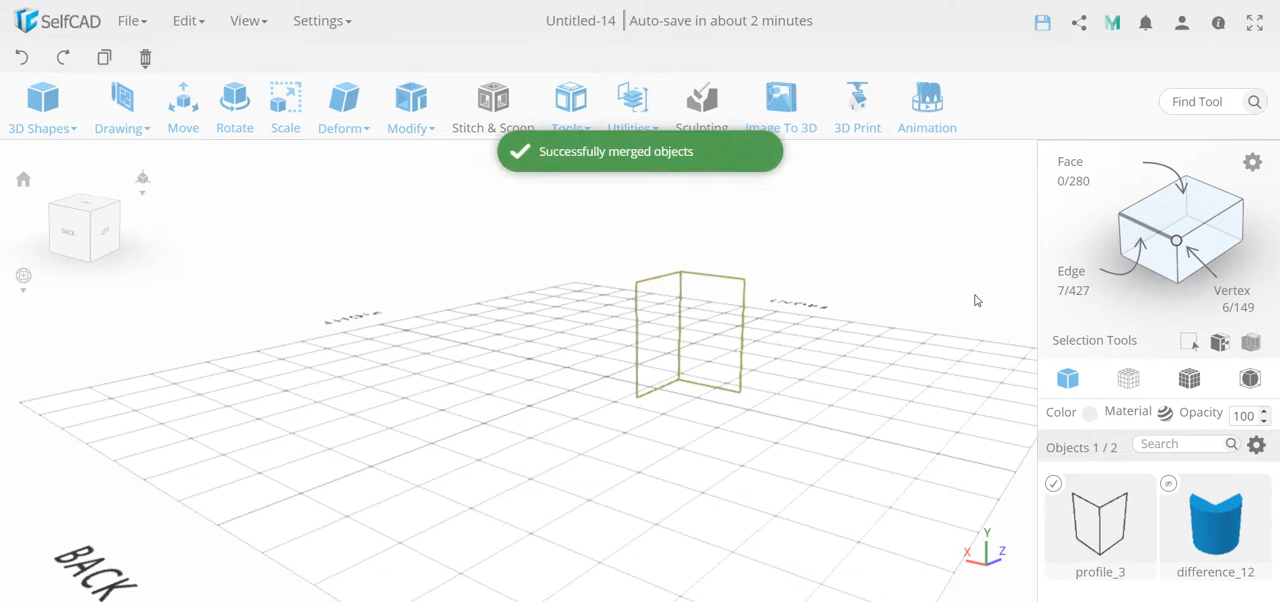 SelfCAD
File
Edit
View
Settings
Untitled-14
Auto-save in about 2 minutes
3D Shapes
Drawing
Move
Rotate
Scale
Deform
Modify
Stitch & Scoop
Tools
Utilities
Sculpting
Image To 3D
3D Print
Animation
Find Tool
Successfully merged objects
Face
0/280
BACK
LEFT
RIGHT
FRONT
Edge
7/427
Vertex
6/149
Selection Tools
Color
Material
Opacity
100
Objects 1 / 2
Search
profile_3
difference_12
BACK
Y
X
Z